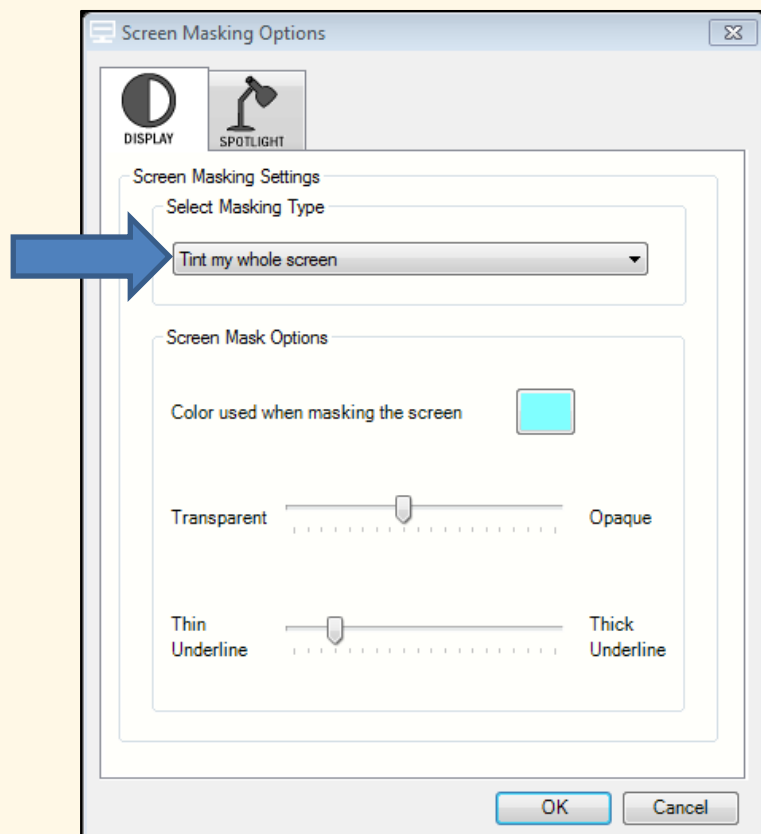 Screen Masking Options
DISPLAY
SPOTLIGHT
Screen Masking Settings
Select Masking Type
Tint my whole screen
Screen Mask Options
Color used when masking the screen
Transparent
Opaque
Thin
Underline
Thick
Underline
OK
Cancel